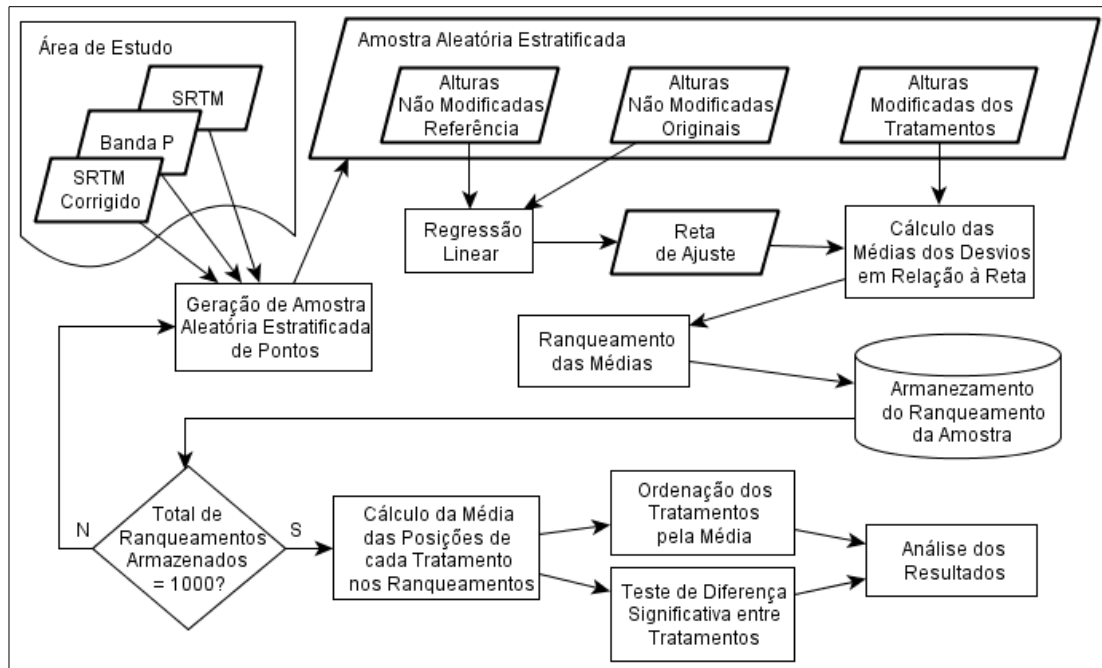 Área de Estudo
SRTM
Banda P
SRTM
Corrigido
Amostra Aleatória Estratificada
Alturas
Não Modificadas
Referência
Alturas
Não Modificadas
Originais
Alturas
Modificadas dos
Tratamentos
Regressão
Linear
Reta
de Ajuste
Cálculo das
Médias dos Desvios
em Relação à Reta
Geração de Amostra
Aleatória Estratificada
de Pontos
Ranqueamento
das Médias
Armanezamento
do Ranqueamento
da Amostra
N
Total de
Ranqueamentos
Armazenados
= 1000?
S
Cálculo da Média
das Posições de
cada Tratamento
nos Ranqueamentos
Ordenação dos
Tratamentos
pela Média
Teste de Diferença
Significativa entre
Tratamentos
Análise dos
Resultados